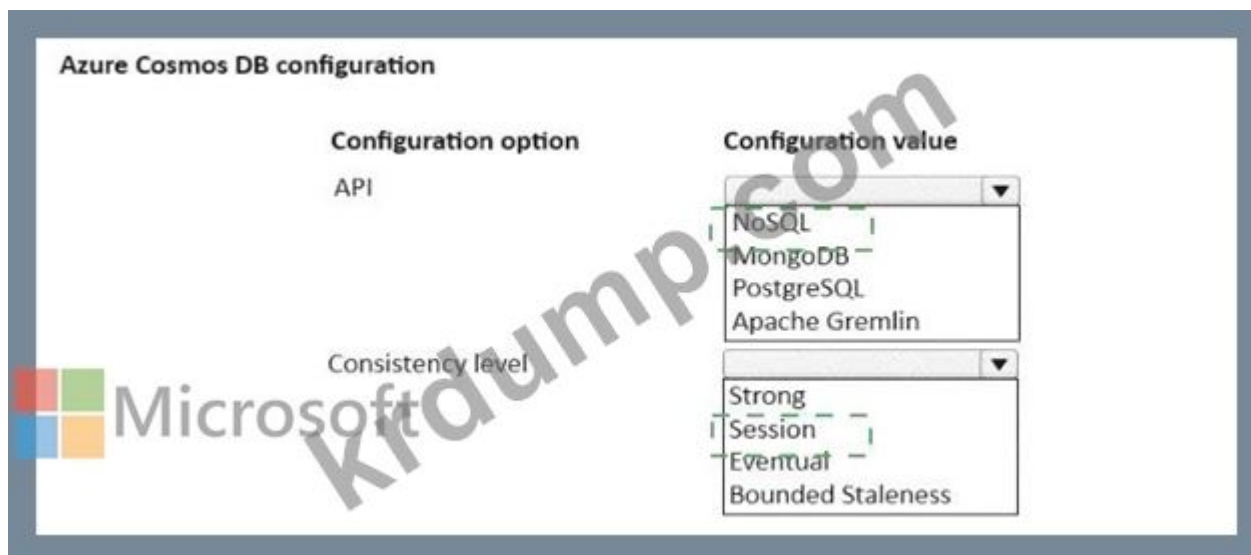 Azure Cosmos DB configuration
Configuration option Configuration value
API
NoSQL
MongoDB
PostgreSQL
Apache Gremlin
Consistency level
Strong
Session
Eventual
Bounded Staleness
Microsoft
krdump.com